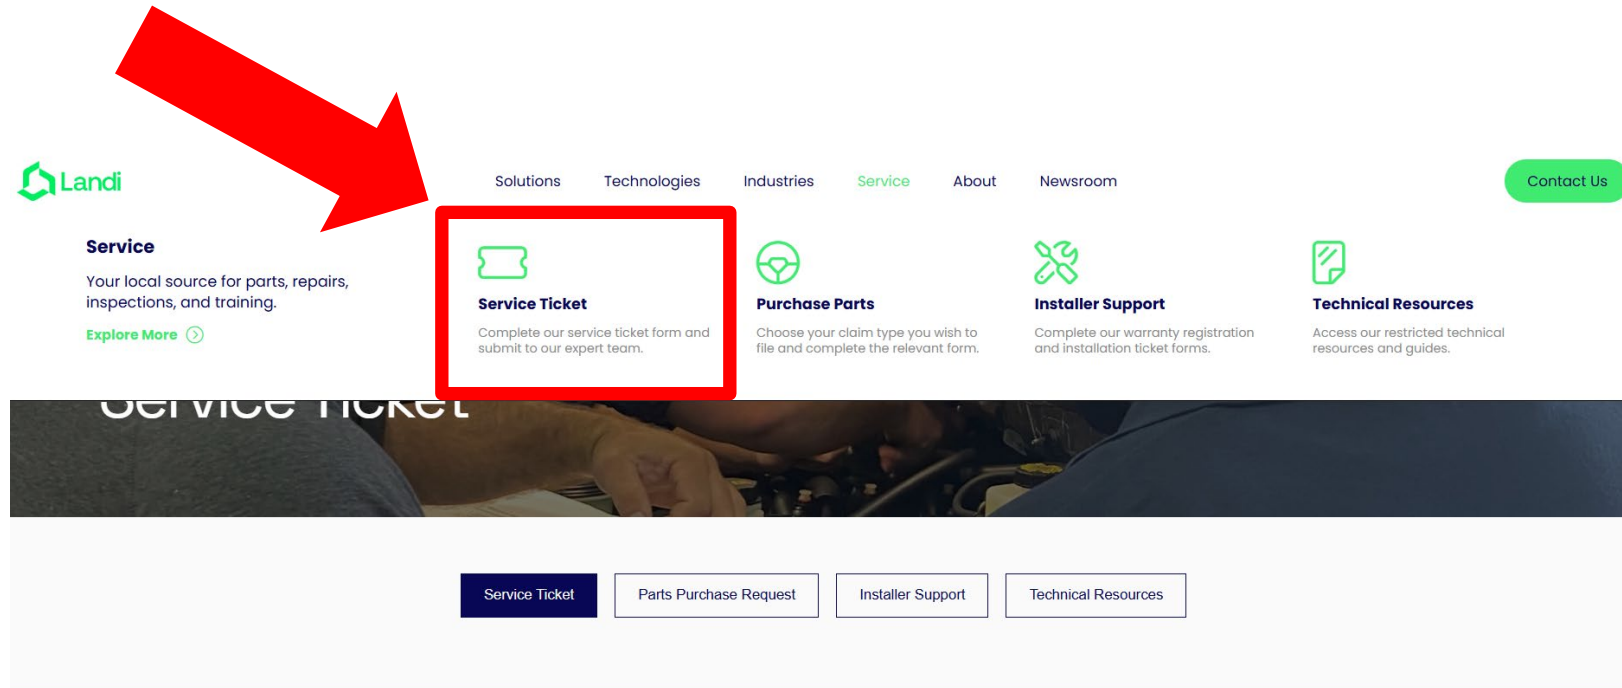 Landi
Solutions Technologies Industries Service About Newsroom
Contact Us
Service
Your local source for parts, repairs,
inspections, and training.
Explore More
Service Ticket
Complete our service ticket form and
submit to our expert team.
Purchase Parts
Choose your claim type you wish to
file and complete the relevant form.
Installer Support
Complete our warranty registration
and installation ticket forms.
Technical Resources
Access our restricted technical
resources and guides.
Service Ticket
Service Ticket
Parts Purchase Request
Installer Support
Technical Resources